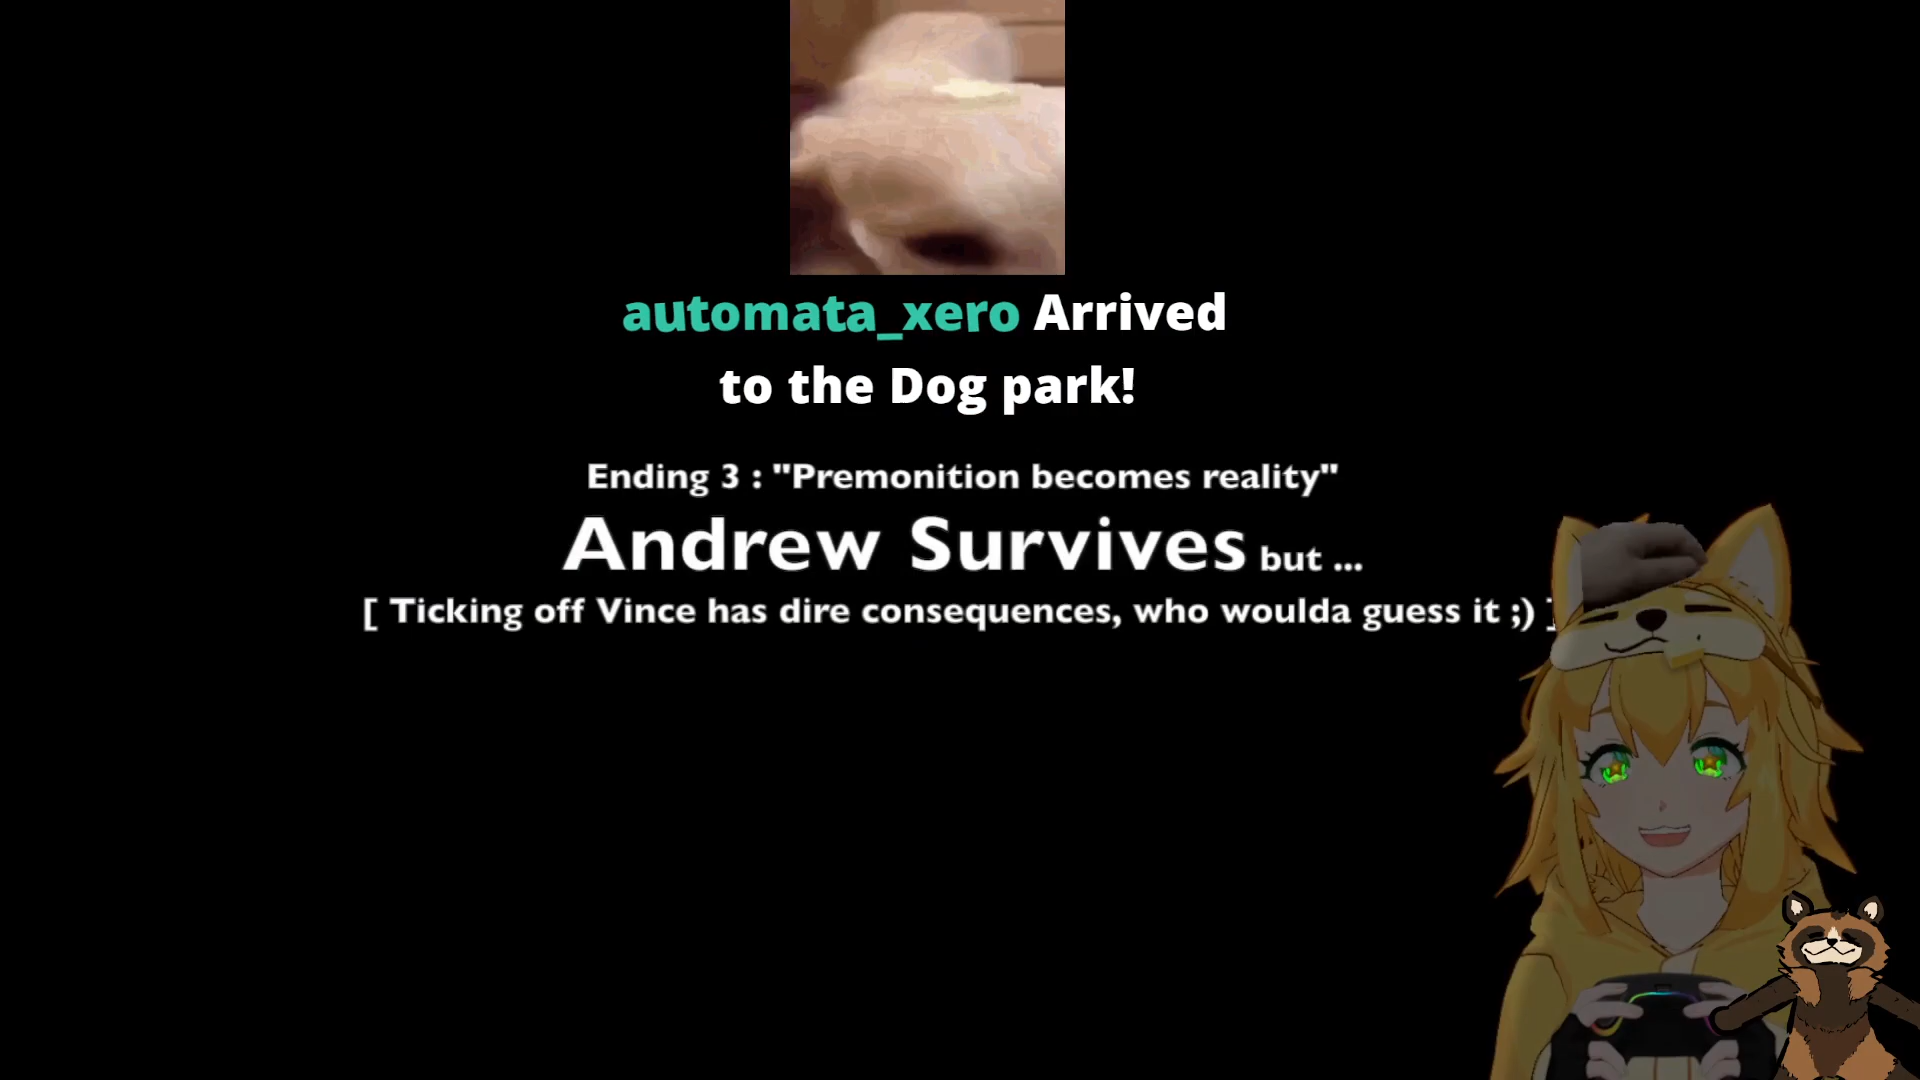 automata_xero Arrived
to the Dog park!
Ending 3 : "Premonition becomes reality"
Andrew Survives but ...
[ Ticking off Vince has dire consequences, who woulda guess it ;) ]